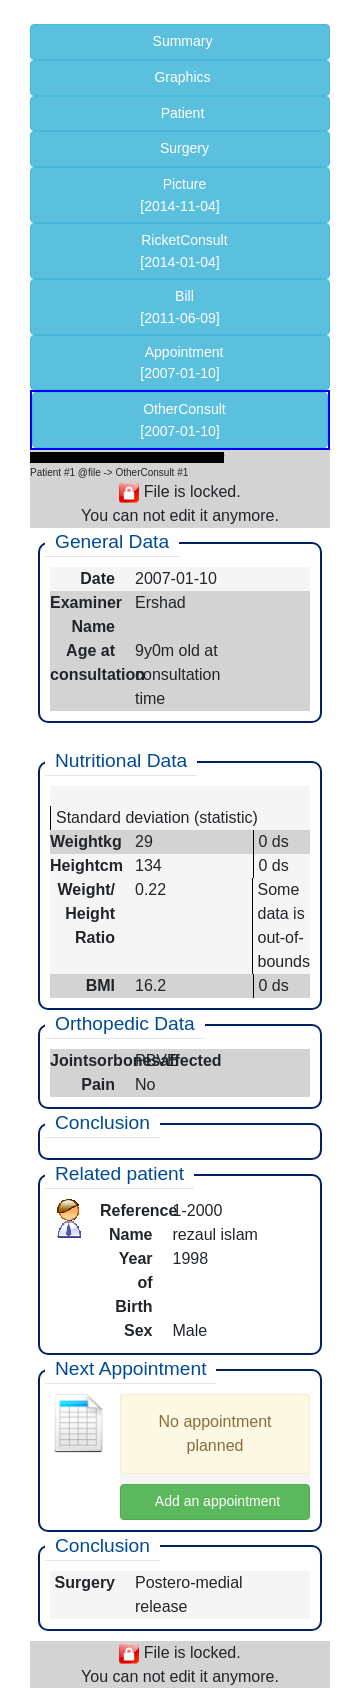 Summary
Graphics
Patient
Surgery
Picture
[2014-11-04]
RicketConsult
[2014-01-04]
Bill
[2011-06-09]
Appointment
[2007-01-10]
OtherConsult
[2007-01-10]
Patient #1 @file -> OtherConsult #1
File is locked.
You can not edit it anymore.
General Data
Date 2007-01-10
Examiner Ershad
Name
Age at 9y0m old at
consultation consultation
time
Nutritional Data
Standard deviation (statistic)
Weightkg 29 0 ds
Heightcm 134 0 ds
Weight/ 0.22 Some
Height data is
Ratio out-of-
bounds
BMI 16.2 0 ds
Orthopedic Data
Jointsorbonesaffected
Pain No
Conclusion
Related patient
Reference 1-2000
Name rezaul islam
Year 1998
of
Birth
Sex Male
Next Appointment
No appointment
planned
Add an appointment
Conclusion
Surgery Postero-medial
release
File is locked.
You can not edit it anymore.